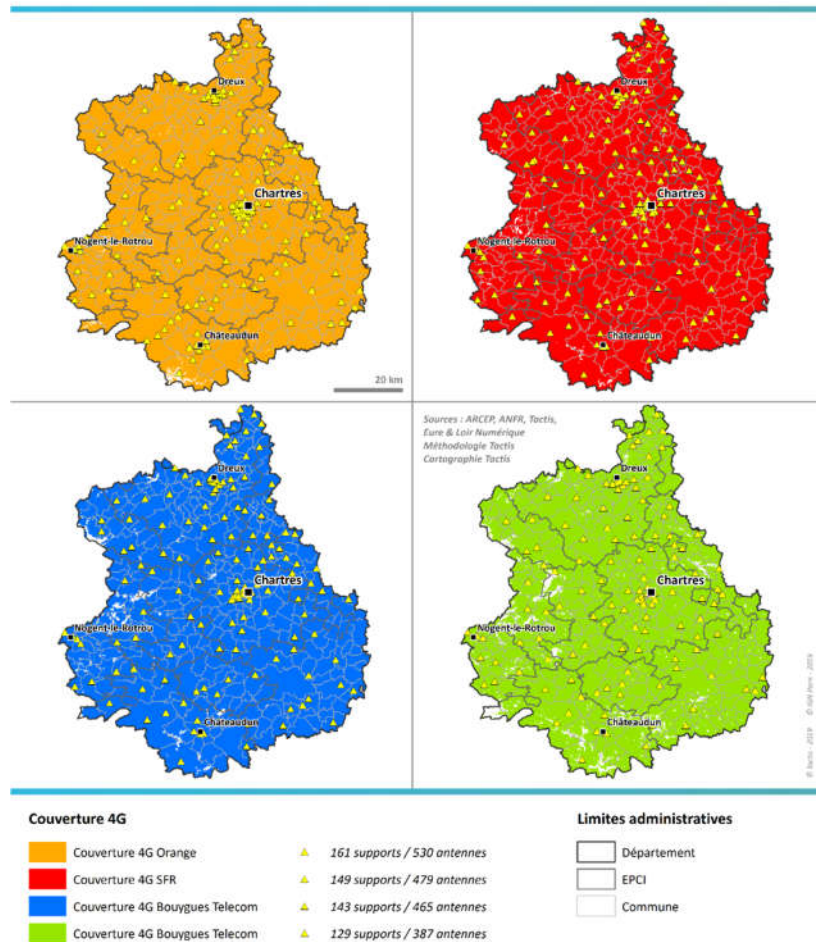 Dreux
Chartres
Nogent-le-Rotrou
Châteaudun
20 km
Dreux
Chartres
Nogent-le-Rotrou
Châteaudun
Dreux
Chartres
Nogent-le-Rotrou
Châteaudun
Sources : ARCEP, ANFR, Tactis,
Eure & Loir Numérique
Méthodologie Tactis
Cartographie Tactis
Dreux
Chartres
Nogent-le-Rotrou
Châteaudun
Couverture 4G
Couverture 4G Orange
161 supports / 530 antennes
Couverture 4G SFR
149 supports / 479 antennes
Couverture 4G Bouygues Telecom
143 supports / 465 antennes
Couverture 4G Bouygues Telecom
129 supports / 387 antennes
Limites administratives
Département
EPCI
Commune